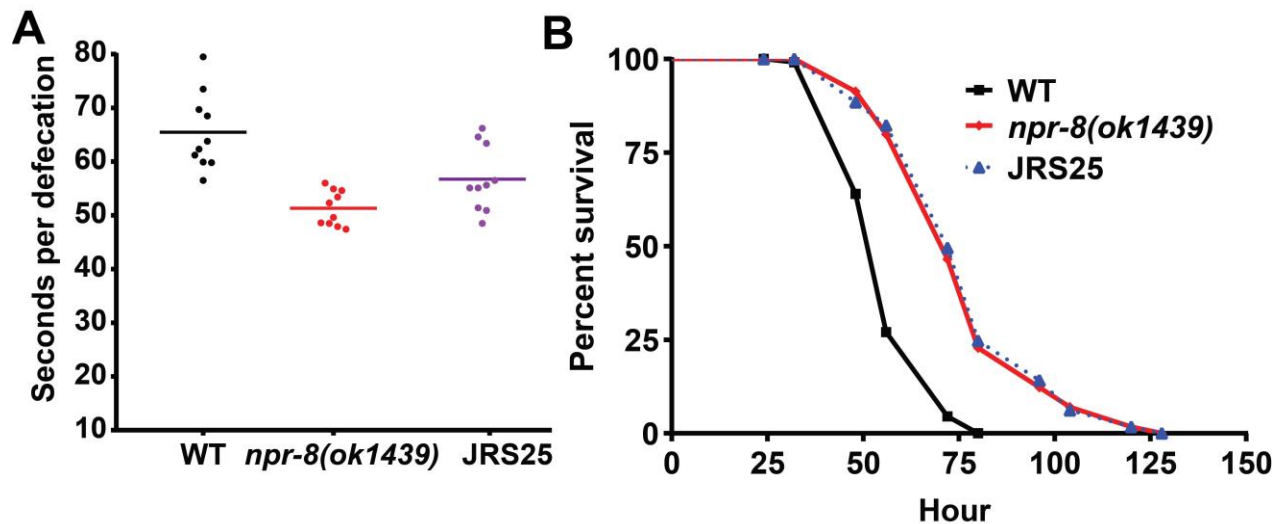 A
Seconds per defecation
80
70
60
50
40
30
20
10
WT npr-8(ok1439) JRS25
B
Percent survival
100
75
50
25
0
WT
npr-8(ok1439)
JRS25
0 25 50 75 100 125 150
Hour